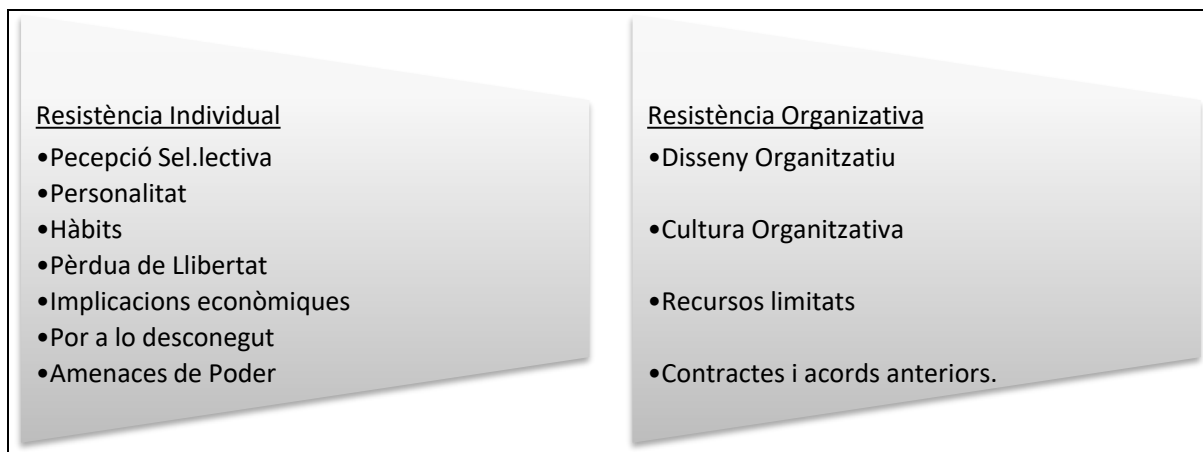 Resistència Individual
•Pecepció Sel.lectiva
•Personalitat
•Hàbits
•Pèrdua de Llibertat
•Implicacions econòmiques
•Por a lo desconegut
•Amenaces de Poder
Resistència Organizativa
•Disseny Organitzatiu
•Cultura Organitzativa
•Recursos limitats
•Contractes i acords anteriors.